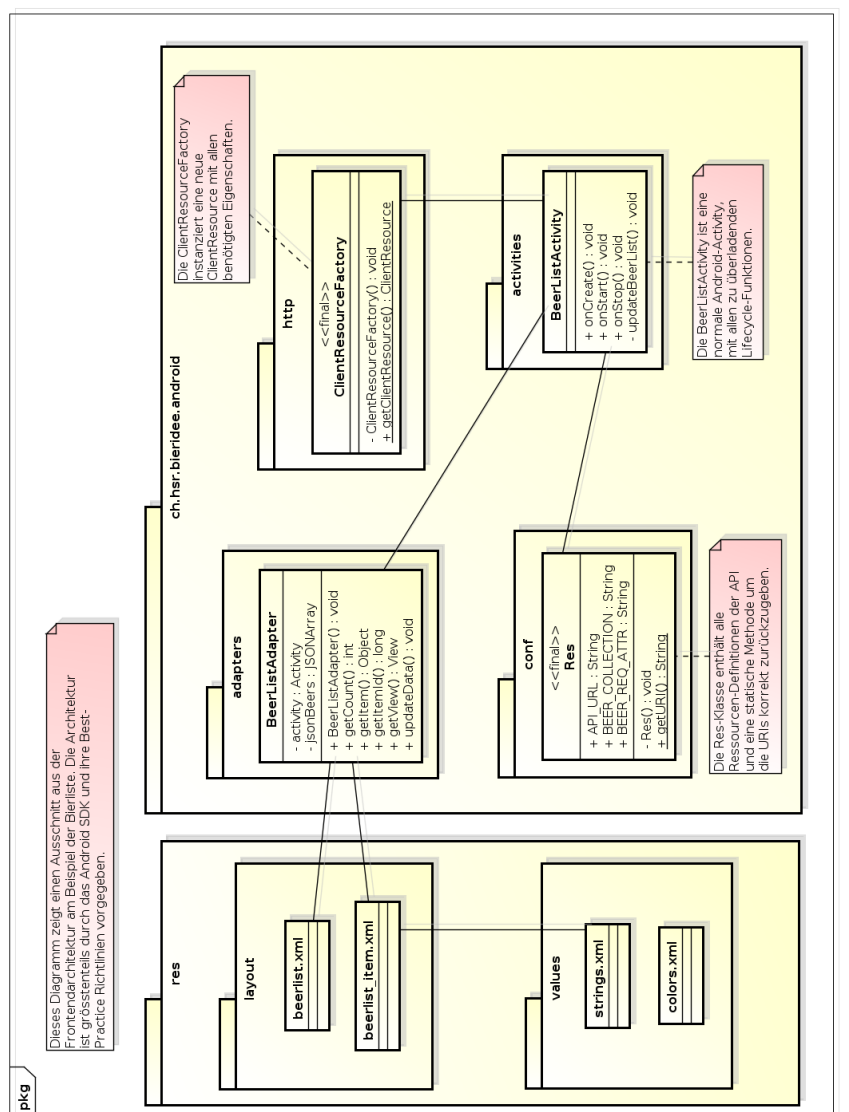 pkg
Dieses Diagramm zeigt einen Ausschnitt aus der
Frontendarchitektur am Beispiel der Bierliste. Die Architektur
ist grösstenteils durch das Android SDK und ihre Best-
Practice Richtlinien vorgegeben.
res
layout
beerlist.xml
beerlist_item.xml
values
strings.xml
colors.xml
ch.hsr.bieridee.android
adapters
BeerListAdapter
- activity : Activity
- jsonBeers : JSONArray
+ BeerListAdapter() : void
+ getCount() : int
+ getItem() : Object
+ getItemId() : long
+ getView() : View
+ updateData() : void
http
<<final>>
ClientResourceFactory
- ClientResourceFactory() : void
+ getClientResource() : ClientResource
Die ClientResourceFactory
instanziert eine neue
ClientResource mit allen
benötigten Eigenschaften.
conf
<<final>>
Res
+ API_URL : String
+ BEER_COLLECTION : String
+ BEER_REQ_ATTR : String
- Res() : void
+ getURI() : String
Die Res-Klasse enthält alle
Ressourcen-Definitionen der API
und eine statische Methode um
die URIs korrekt zurückzugeben.
activities
BeerListActivity
+ onCreate() : void
+ onStart() : void
+ onStop() : void
- updateBeerList() : void
Die BeerListActivity ist eine
normale Android-Activity,
mit allen zu überladenden
Lifecycle-Funktionen.